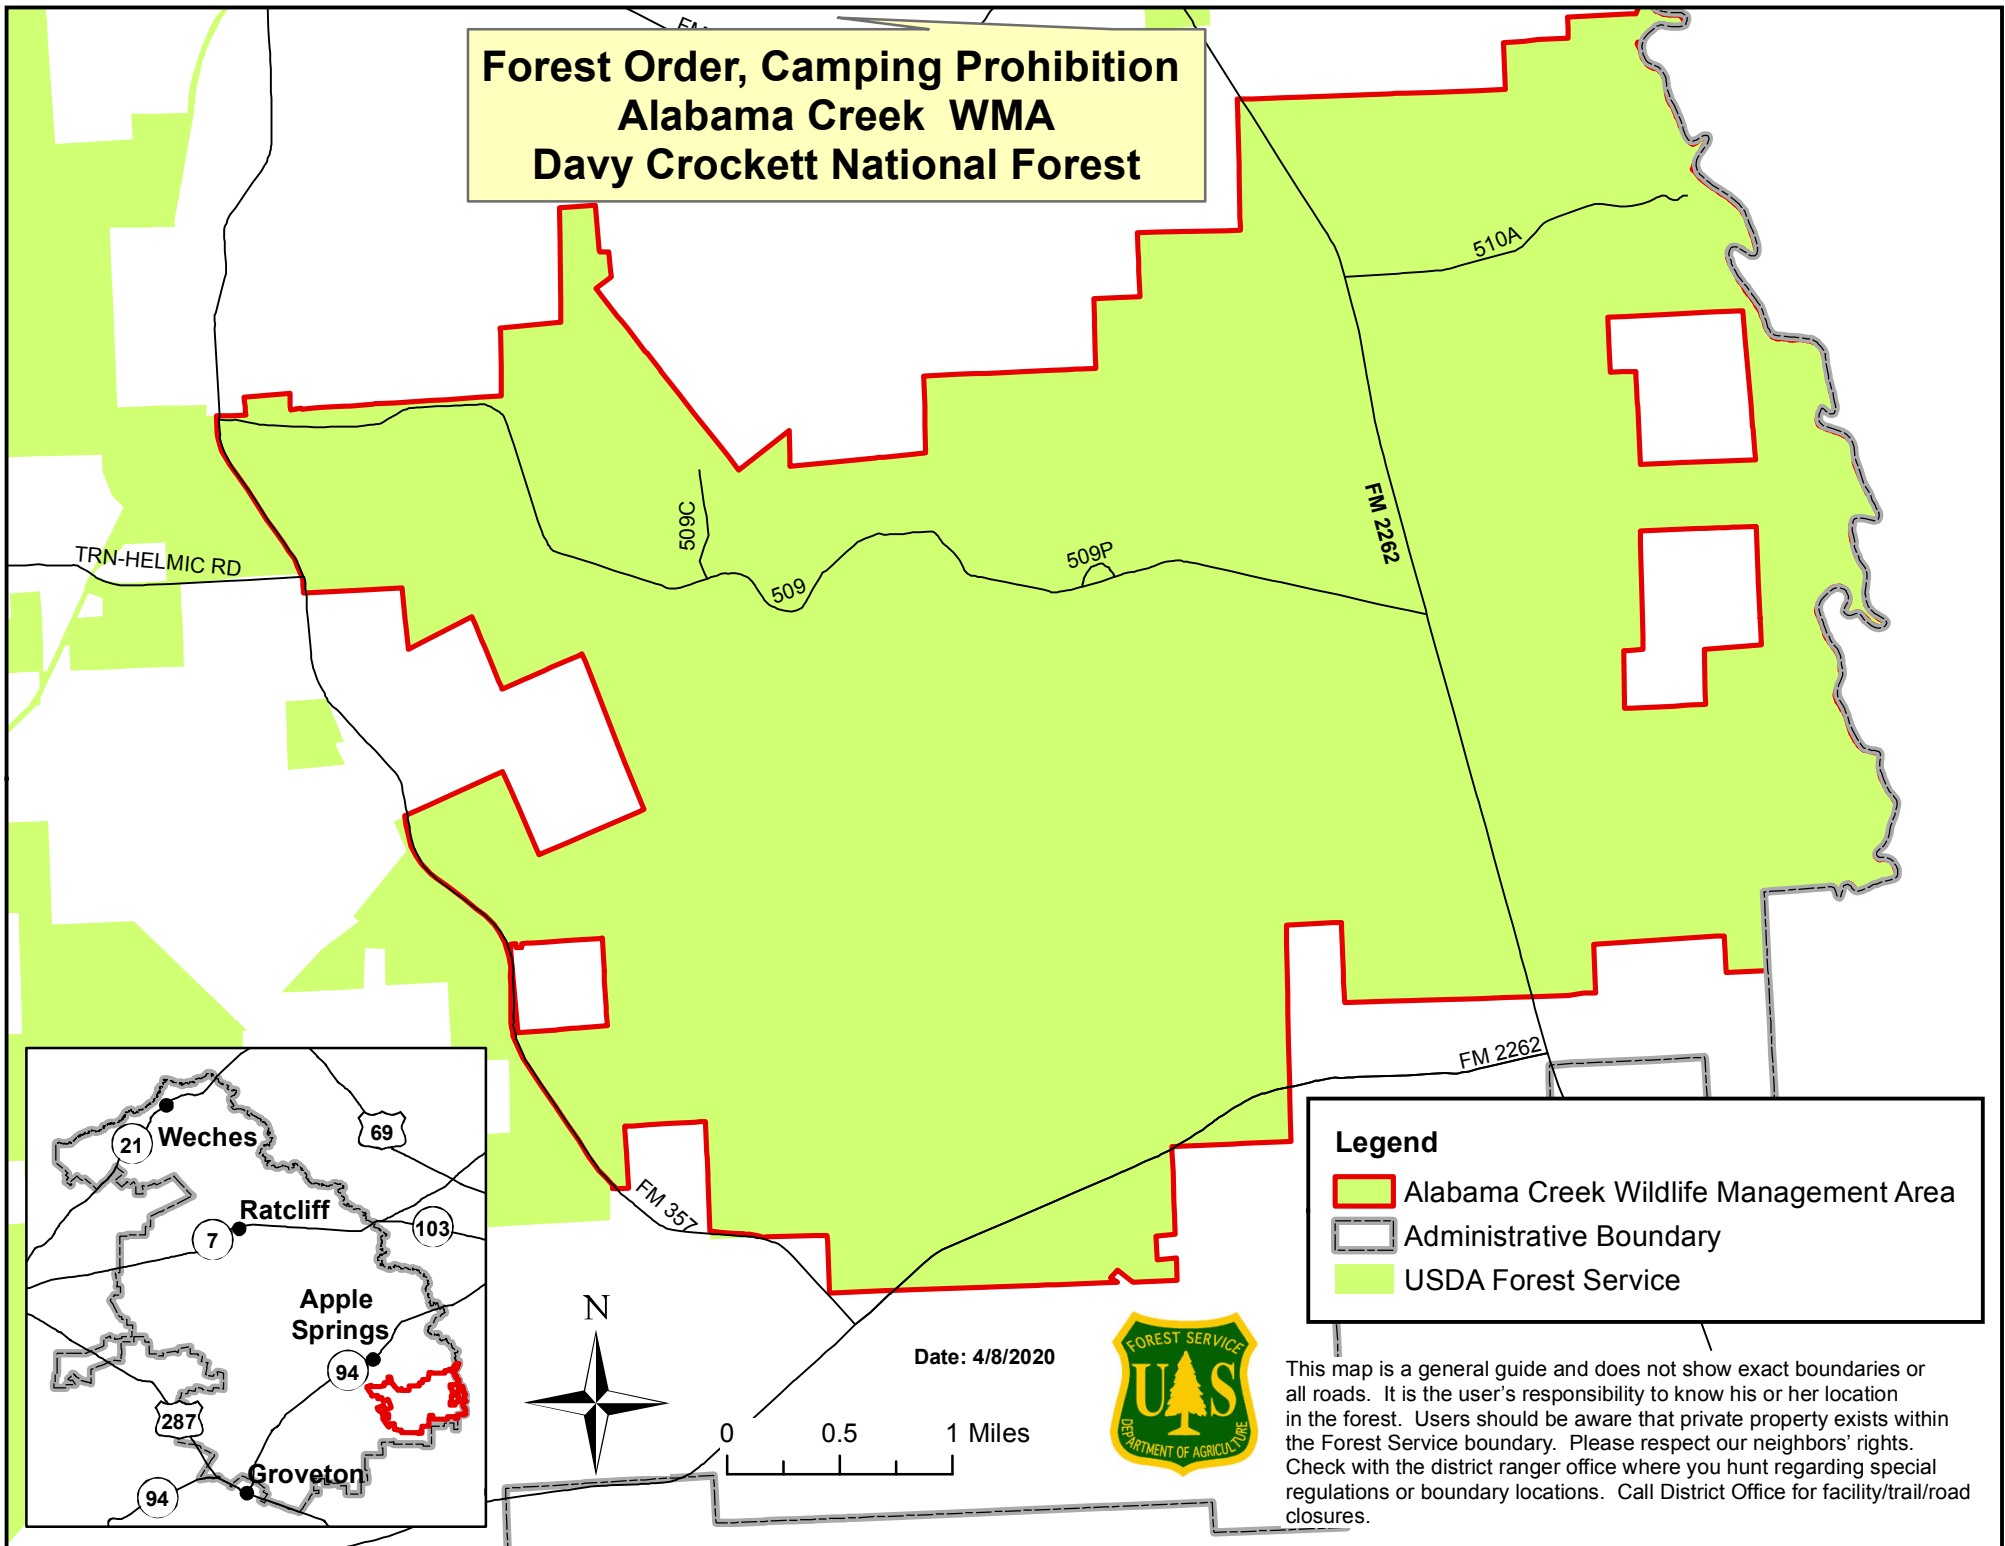 Forest Order, Camping Prohibition
Alabama Creek WMA
Davy Crockett National Forest
510A
FM 2262
509C
509P
509
TRN-HELMIC RD
FM 2262
FM 357
Legend
Alabama Creek Wildlife Management Area
Administrative Boundary
USDA Forest Service
21
Weches
69
Ratcliff
7
103
Apple
Springs
94
287
Groveton
94
N
Date: 4/8/2020
0 0.5 1 Miles
FOREST SERVICE
U S
DEPARTMENT OF AGRICULTURE
This map is a general guide and does not show exact boundaries or
all roads. It is the user's responsibility to know his or her location
in the forest. Users should be aware that private property exists within
the Forest Service boundary. Please respect our neighbors' rights.
Check with the district ranger office where you hunt regarding special
regulations or boundary locations. Call District Office for facility/trail/road
closures.